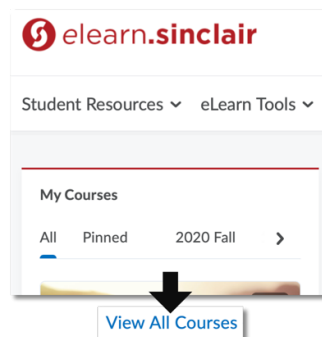 elearn.sinclair
Student Resources eLearn Tools
My Courses
All Pinned 2020 Fall
View All Courses